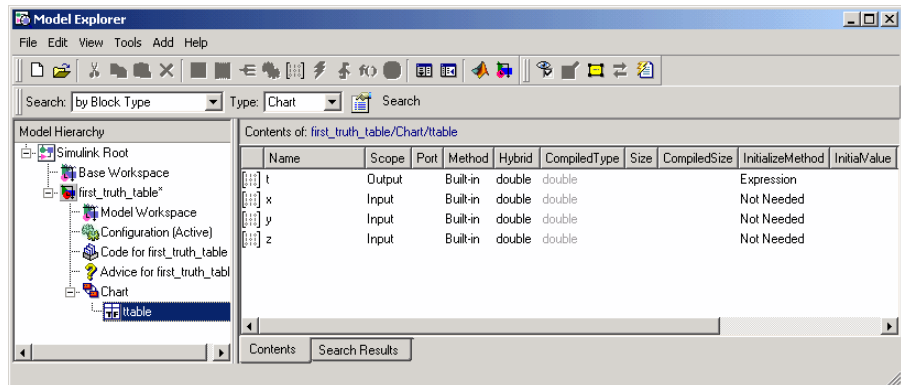 Model Explorer
File Edit View Tools Add Help
Search: by Block Type Type: Chart Search
Model Hierarchy
Contents of: first_truth_table/Chart/ttable
Simulink Root
Base Workspace
first_truth_table*
Model Workspace
Configuration (Active)
Code for first_truth_table
Advice for first_truth_tabl
Chart
ttable
Name Scope Port Method Hybrid CompiledType Size CompiledSize InitializeMethod InitialValue
t Output Built-in double double Expression
x Input Built-in double double Not Needed
y Input Built-in double double Not Needed
z Input Built-in double double Not Needed
Contents Search Results